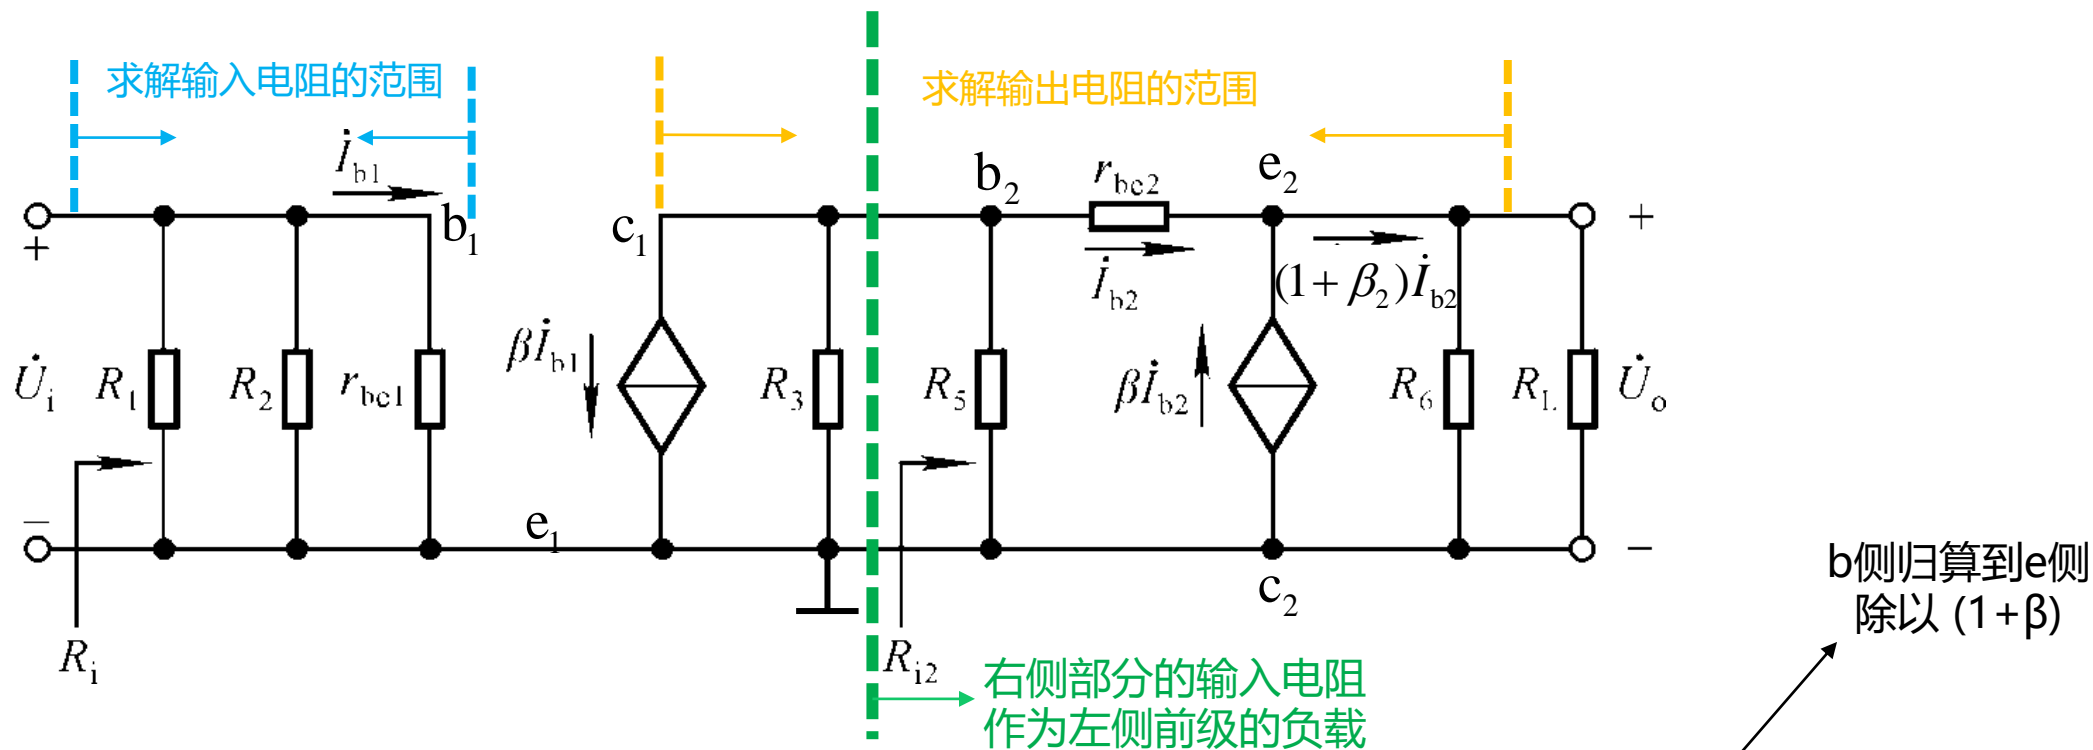 求解输入电阻的范围
求解输出电阻的范围
İb1
b1
c1
b2
rbe2
e2
+
+
İb2
(1+β2)İb2
U̇i
R1
R2
rbe1
βİb1
R3
R5
βİb2
R6
RL
U̇o
−
e1
c2
−
Ri
Ri2
右侧部分的输入电阻
作为左侧前级的负载
b侧归算到e侧
除以 (1+β)